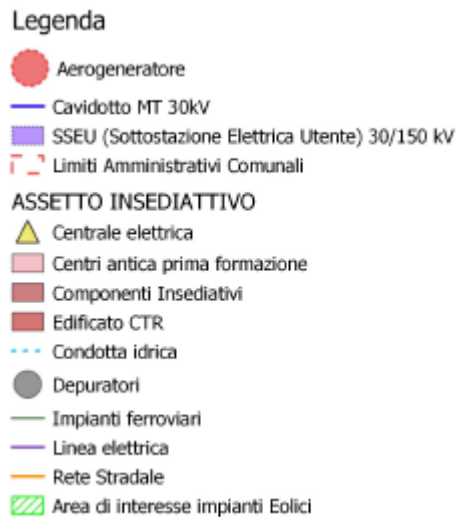 Legenda
Aerogeneratore
Cavidotto MT 30kV
SSEU (Sottostazione Elettrica Utente) 30/150 kV
Limiti Amministrativi Comunali
ASSETTO INSEDIATTIVO
Centrale elettrica
Centri antica prima formazione
Componenti Insediativi
Edificato CTR
Condotta idrica
Depuratori
Impianti ferroviari
Linea elettrica
Rete Stradale
Area di interesse impianti Eolici